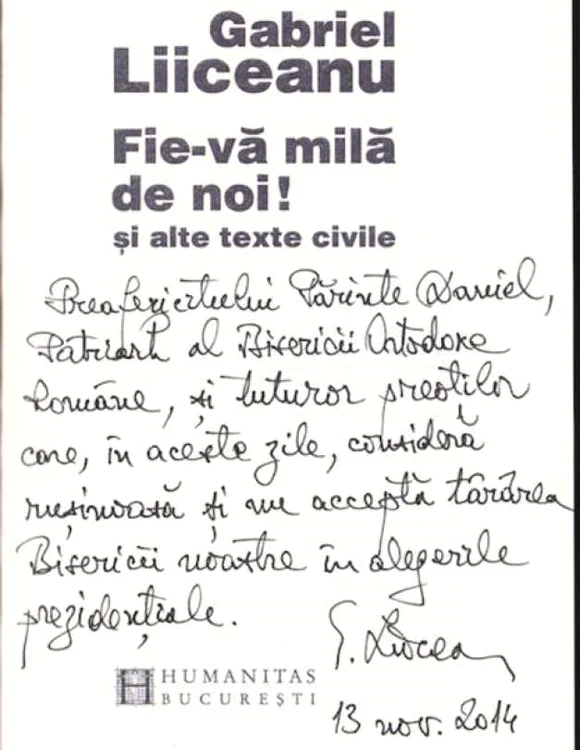 Gabriel
Liiceanu
Fie-vă milă
de noi!
și alte texte civile
Preafericitului Părinte Daniel,
Patriarh al Bisericii Ortodoxe
Române, și tuturor preoților
care, în aceste zile, consideră
rușinoasă și nu acceptă târârea
Bisericii noastre în alegerile
prezidențiale.
G. Liiceanu
HUMANITAS
BUCUREȘTI
13 nov. 2014